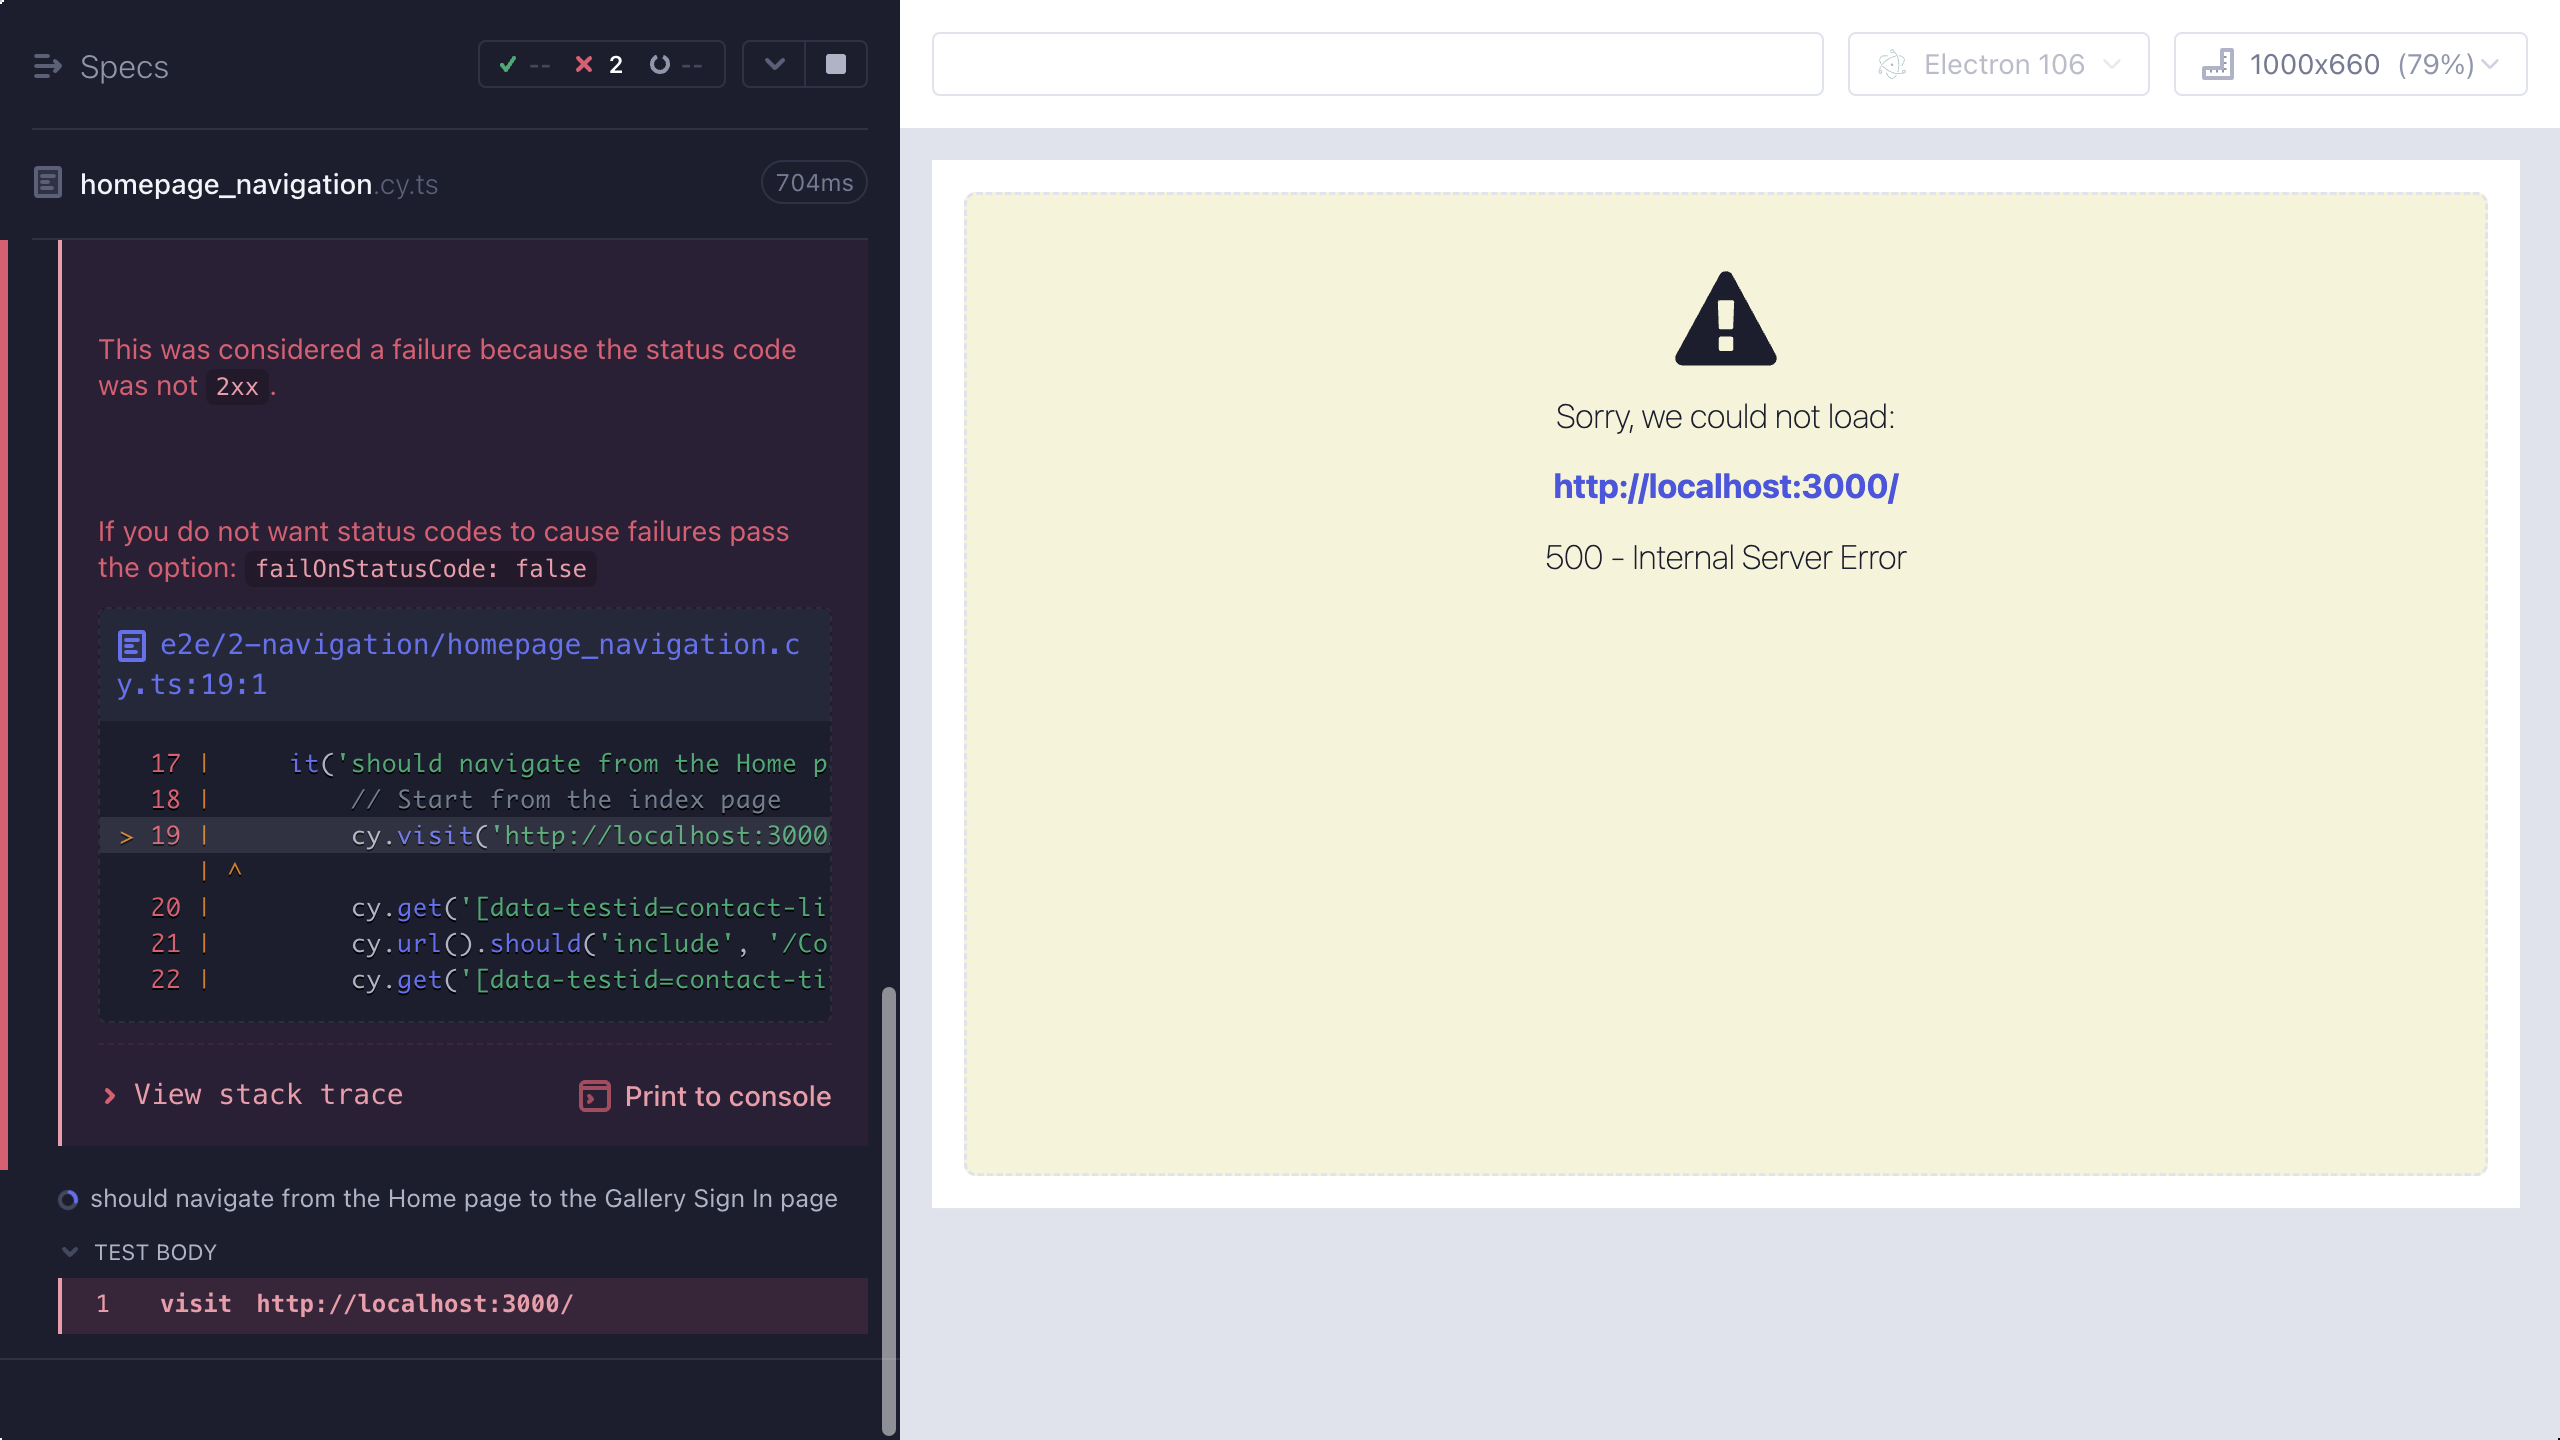 Specs
-- 2 --
homepage_navigation.cy.ts
704ms
This was considered a failure because the status code
was not 2xx.
If you do not want status codes to cause failures pass
the option: failOnStatusCode: false
e2e/2-navigation/homepage_navigation.c
y.ts:19:1
17 | it('should navigate from the Home p
18 | // Start from the index page
> 19 | cy.visit('http://localhost:3000
| ^
20 | cy.get('[data-testid=contact-li
21 | cy.url().should('include', '/Co
22 | cy.get('[data-testid=contact-ti
View stack trace
Print to console
should navigate from the Home page to the Gallery Sign In page
TEST BODY
1 visit http://localhost:3000/
Electron 106
1000x660 (79%)
Sorry, we could not load:
http://localhost:3000/
500 - Internal Server Error